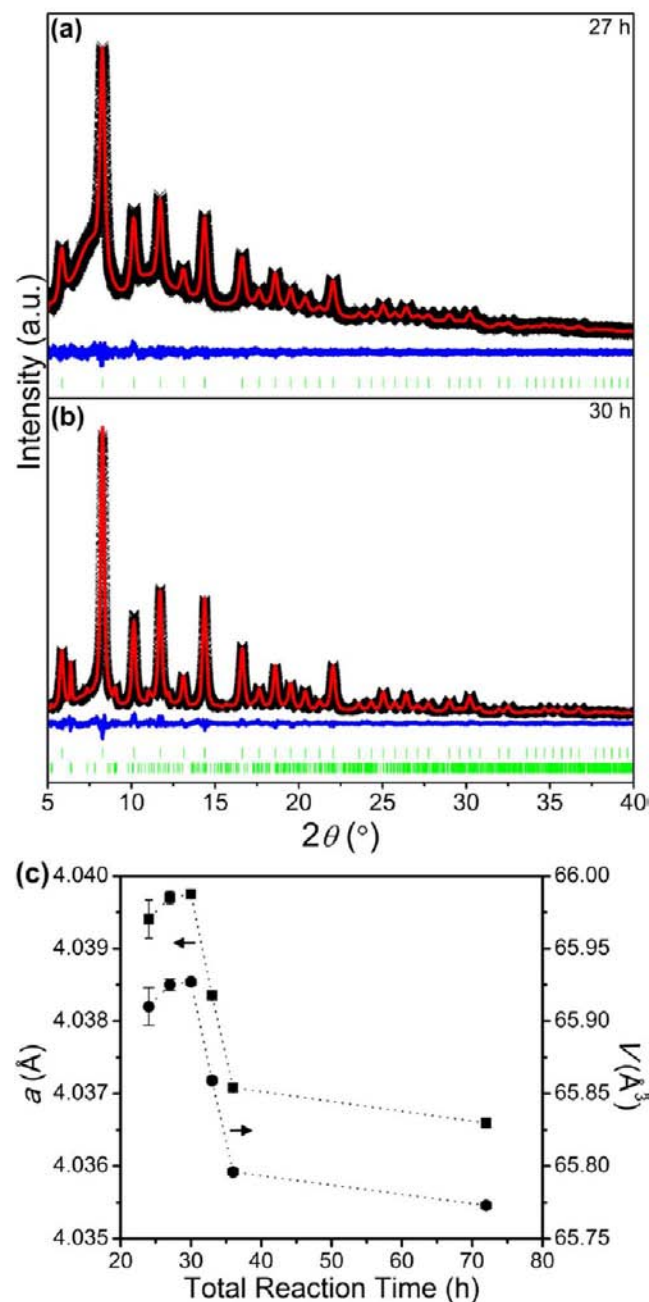 (a)
27 h
(b)
30 h
Intensity (a.u.)
5 10 15 20 25 30 35 40
2θ (°)
(c)
4.040
4.039
4.038
4.037
4.036
4.035
a (Å)
66.00
65.95
65.90
65.85
65.80
65.75
V (Å³)
20 30 40 50 60 70 80
Total Reaction Time (h)